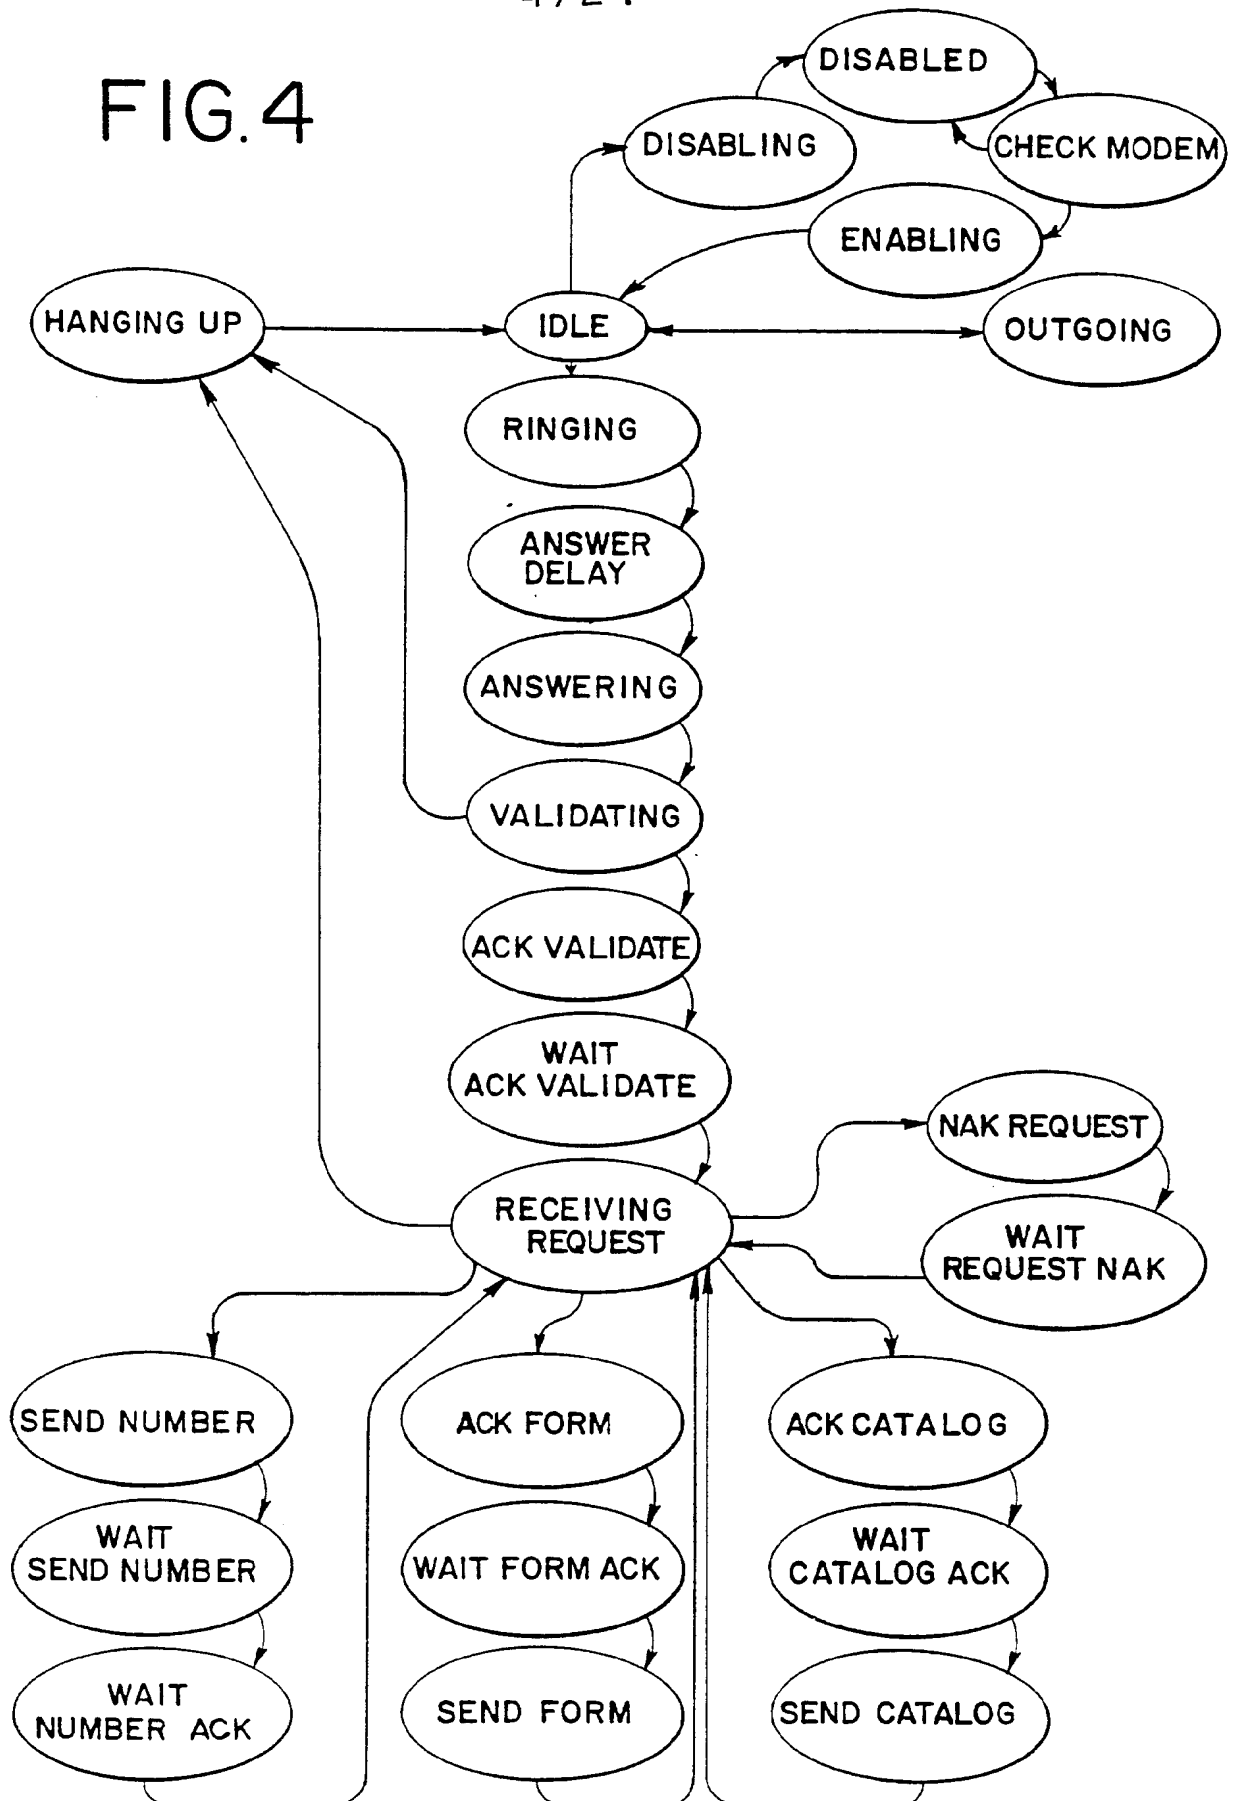 FIG. 4
DISABLED
DISABLING
CHECK MODEM
ENABLING
HANGING UP
IDLE
OUTGOING
RINGING
ANSWER
DELAY
ANSWERING
VALIDATING
ACK VALIDATE
WAIT
ACK VALIDATE
NAK REQUEST
RECEIVING
REQUEST
WAIT
REQUEST NAK
SEND NUMBER
ACK FORM
ACK CATALOG
WAIT
SEND NUMBER
WAIT FORM ACK
WAIT
CATALOG ACK
WAIT
NUMBER ACK
SEND FORM
SEND CATALOG